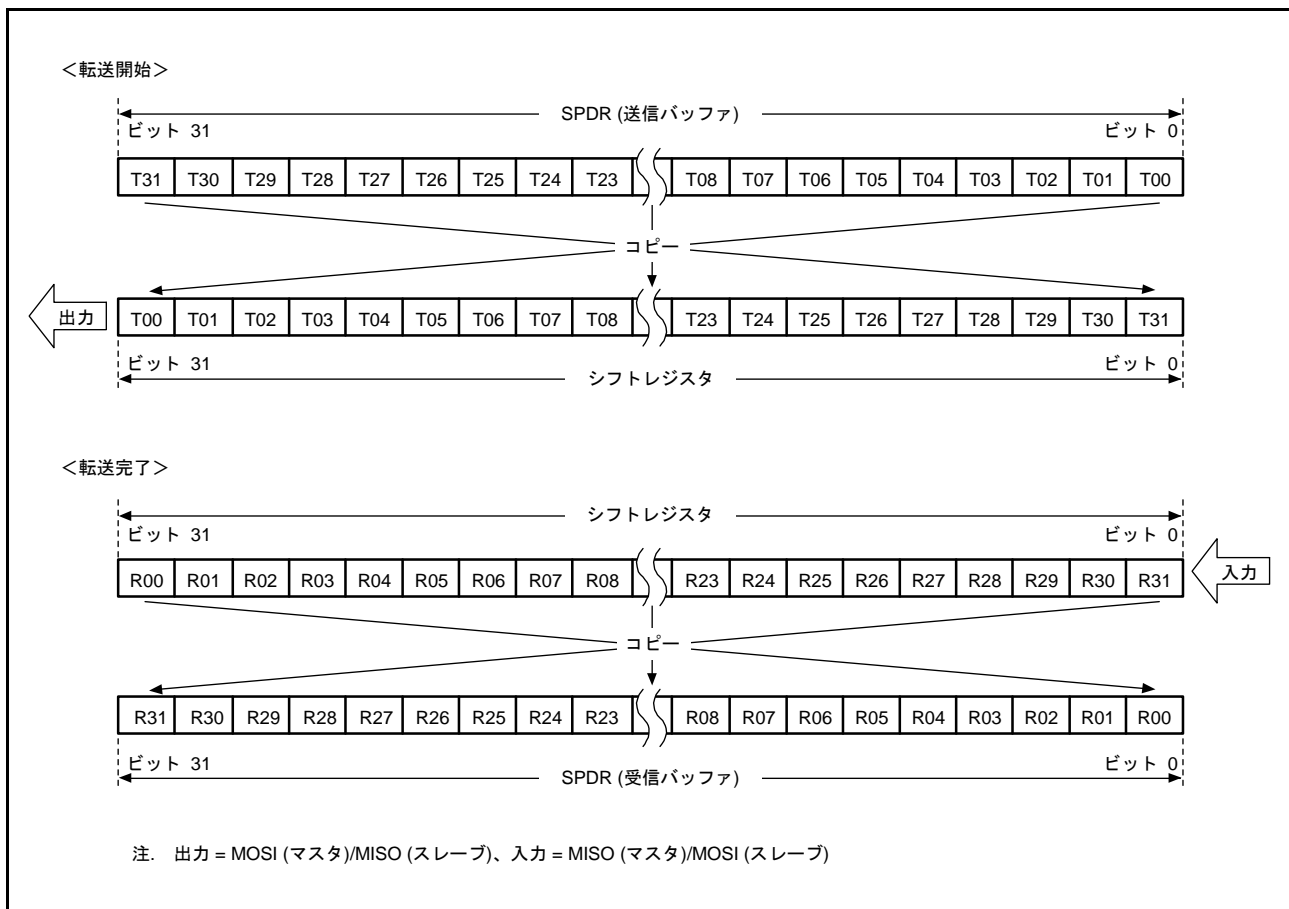 ＜転送開始＞
SPDR (送信バッファ)
ビット 31 ビット 0
T31 T30 T29 T28 T27 T26 T25 T24 T23 T08 T07 T06 T05 T04 T03 T02 T01 T00
コピー
出力 T00 T01 T02 T03 T04 T05 T06 T07 T08 T23 T24 T25 T26 T27 T28 T29 T30 T31
ビット 31 ビット 0
シフトレジスタ
＜転送完了＞
シフトレジスタ
ビット 31 ビット 0
R00 R01 R02 R03 R04 R05 R06 R07 R08 R23 R24 R25 R26 R27 R28 R29 R30 R31 入力
コピー
R31 R30 R29 R28 R27 R26 R25 R24 R23 R08 R07 R06 R05 R04 R03 R02 R01 R00
ビット 31 ビット 0
SPDR (受信バッファ)
注. 出力 = MOSI (マスタ)/MISO (スレーブ)、入力 = MISO (マスタ)/MOSI (スレーブ)